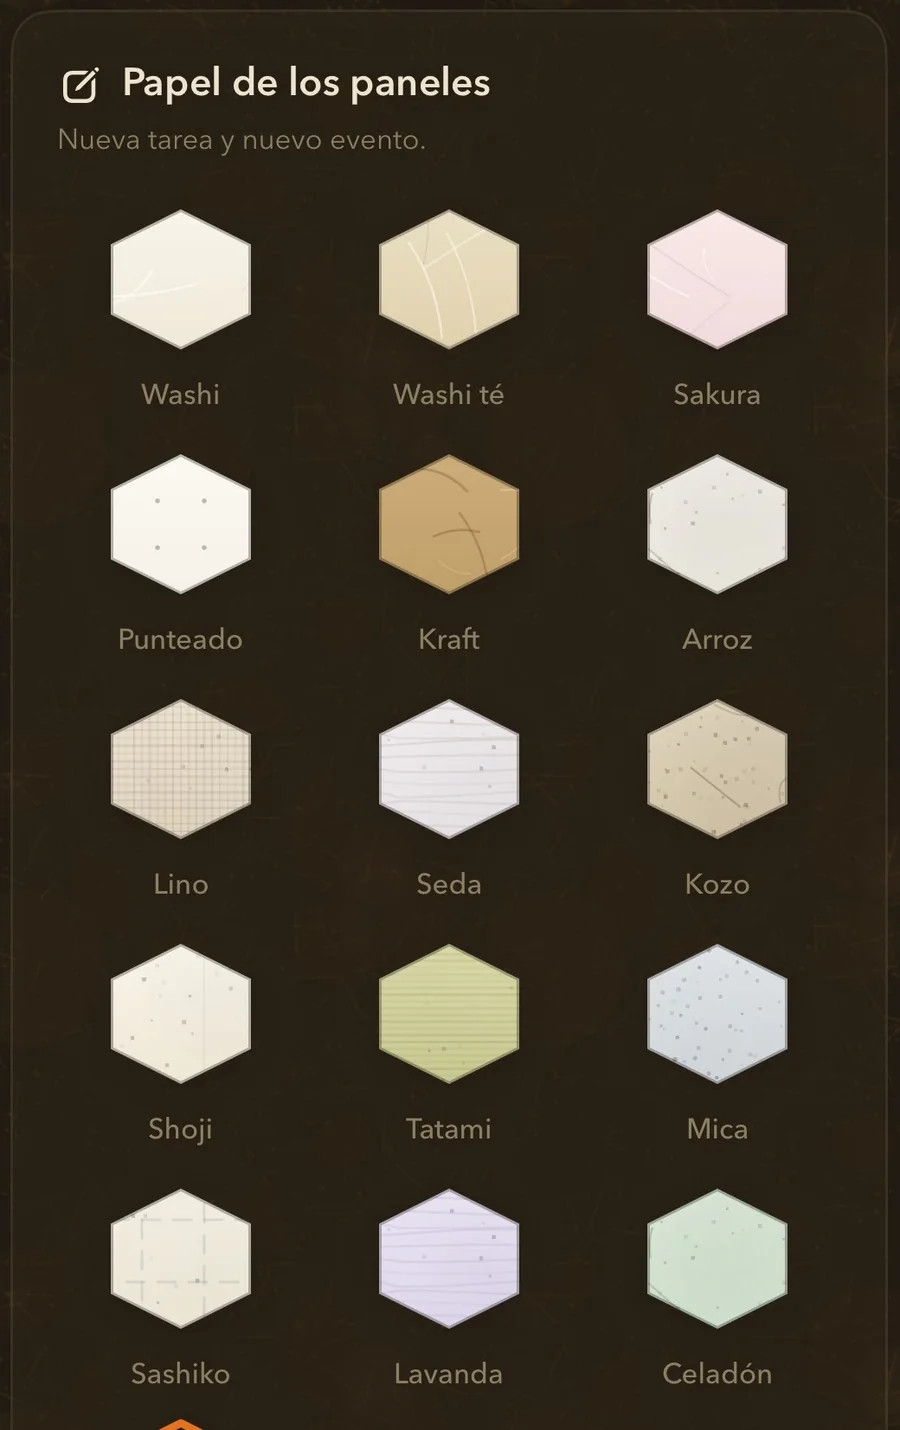 Papel de los paneles
Nueva tarea y nuevo evento.
Washi
Washi té
Sakura
Punteado
Kraft
Arroz
Lino
Seda
Kozo
Shoji
Tatami
Mica
Sashiko
Lavanda
Celadón